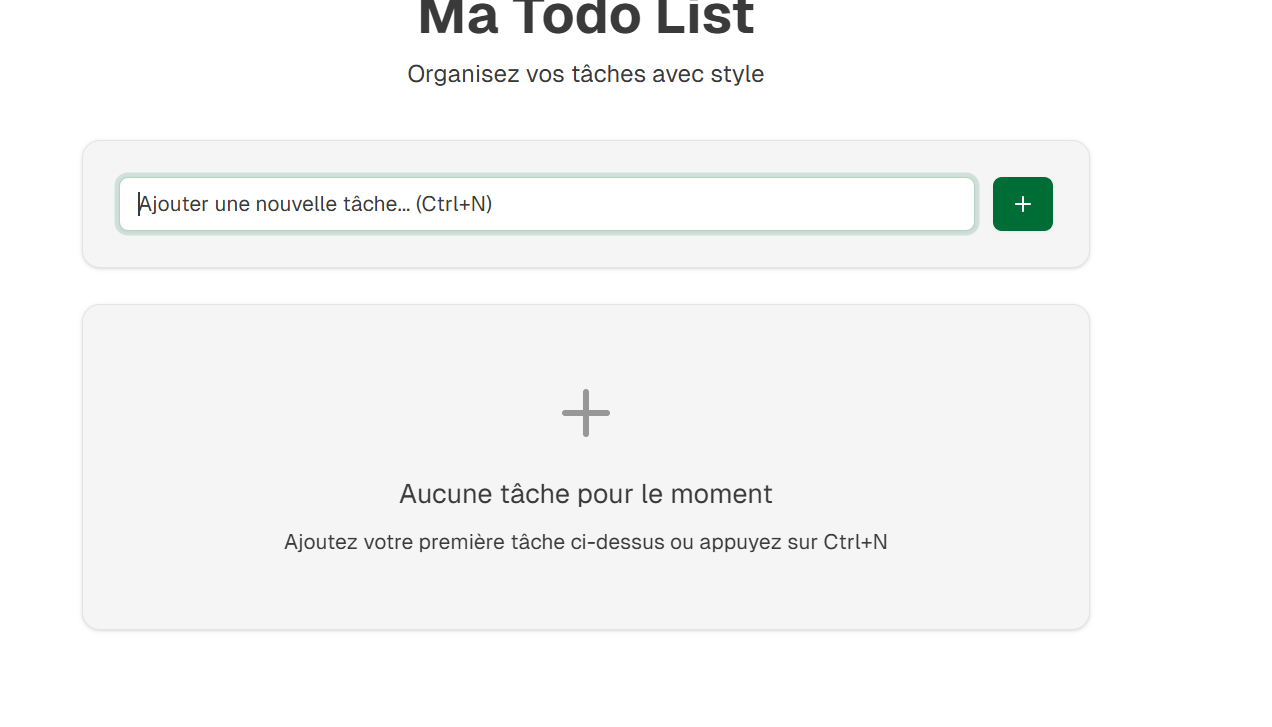 Ma Todo List
Organisez vos tâches avec style
Ajouter une nouvelle tâche... (Ctrl+N)
Aucune tâche pour le moment
Ajoutez votre première tâche ci-dessus ou appuyez sur Ctrl+N